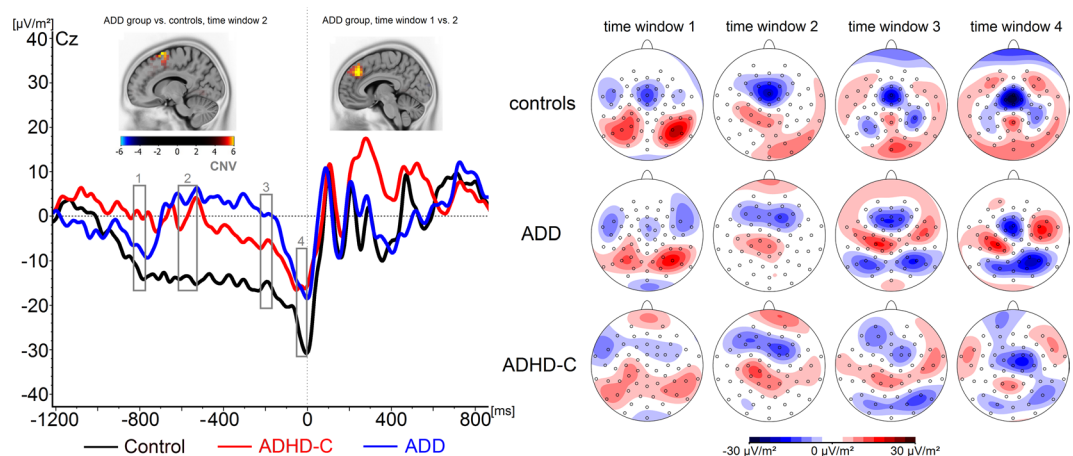 [µV/m²]
ADD group vs. controls, time window 2
ADD group, time window 1 vs. 2
Cz
40
30
20
10
0
-10
-20
-30
-40
-6 -4 -2 0 2 4 6
CNV
1
2
3
4
-1200 -800 -400 0 400 800 [ms]
Control ADHD-C ADD
time window 1 time window 2 time window 3 time window 4
controls
ADD
ADHD-C
-30 µV/m² 0 µV/m² 30 µV/m²